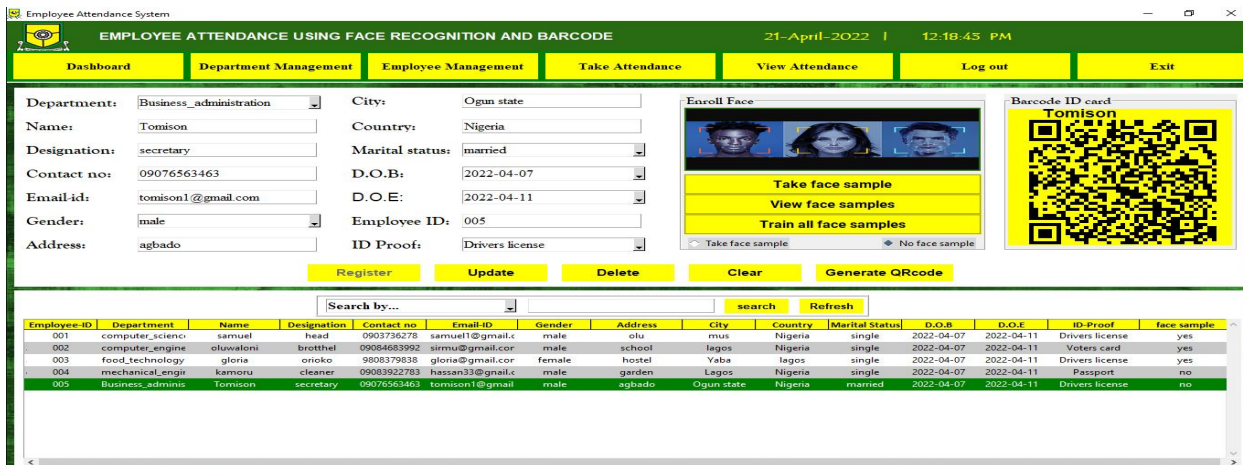 Employee Attendance System
EMPLOYEE ATTENDANCE USING FACE RECOGNITION AND BARCODE 21-April-2022 | 12:18:45 PM
Dashboard Department Management Employee Management Take Attendance View Attendance Log out Exit
Department: Business_administration City: Ogun state Enroll Face Barcode ID card
Name: Tomison Country: Nigeria Tomison
Designation: secretary Marital status: married
Contact no: 09076563463 D.O.B: 2022-04-07 Take face sample
Email-id: tomison1@gmail.com D.O.E: 2022-04-11 View face samples
Gender: male Employee ID: 005 Train all face samples
Address: agbado ID Proof: Drivers license Take face sample No face sample
Register Update Delete Clear Generate QRcode
Search by... search Refresh
Employee-ID Department Name Designation Contact no Email-ID Gender Address City Country Marital Status D.O.B D.O.E ID-Proof face sample
001 computer_scienc samuel head 0903736278 samuel1@gmail.c male olu mus Nigeria single 2022-04-07 2022-04-11 Drivers license yes
002 computer_engine oluwaloni brotthel 09084683992 sirmu@gmail.cor male school lagos Nigeria single 2022-04-07 2022-04-11 Voters card yes
003 food_technology gloria orioko 9808379838 gloria@gmail.cor female hostel Yaba lagos single 2022-04-07 2022-04-11 Drivers license yes
004 mechanical_engir kamoru cleaner 09083922783 hassan33@gnail.c male garden Lagos Nigeria single 2022-04-07 2022-04-11 Passport no
005 Business_adminis Tomison secretary 09076563463 tomison1@gmail male agbado Ogun state Nigeria married 2022-04-07 2022-04-11 Drivers license no